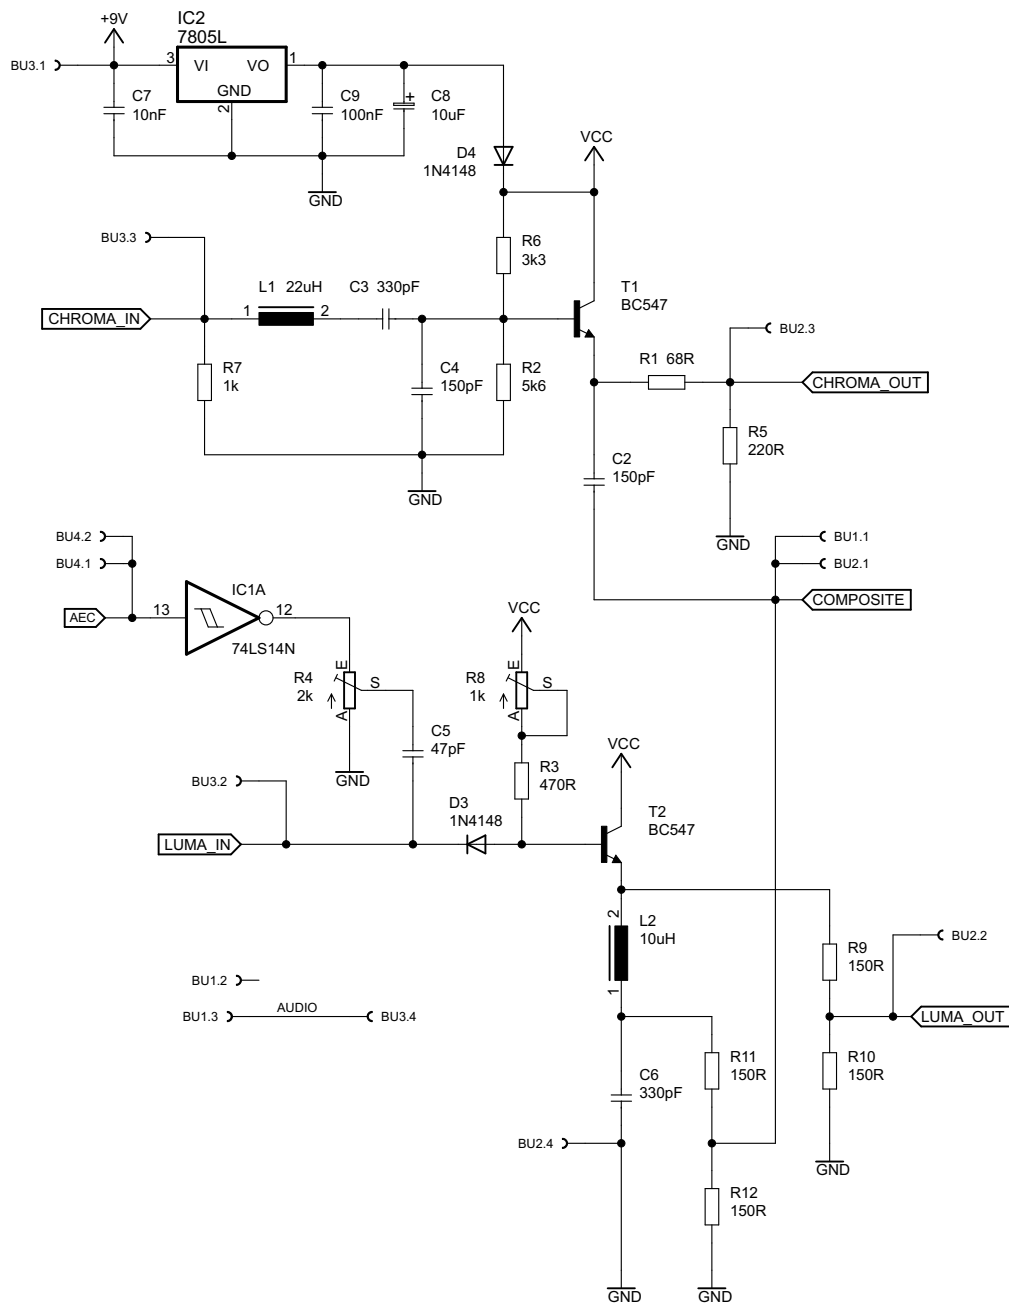 +9V
IC2
7805L
BU3.1
3
VI
VO
1
GND
2
C7
10nF
C9
100nF
C8
10uF
+
GND
D4
1N4148
VCC
BU3.3
R6
3k3
L1 22uH
C3 330pF
T1
BC547
CHROMA_IN
1
2
BU2.3
R7
1k
C4
150pF
R2
5k6
R1 68R
CHROMA_OUT
R5
220R
C2
150pF
GND
GND
BU4.2
BU4.1
BU1.1
BU2.1
AEC
13
IC1A
12
74LS14N
VCC
COMPOSITE
R4
2k
E
S
A
R8
1k
E
S
A
C5
47pF
GND
VCC
BU3.2
R3
470R
D3
1N4148
T2
BC547
LUMA_IN
2
L2
10uH
1
R9
150R
BU2.2
BU1.2
BU1.3
AUDIO
BU3.4
LUMA_OUT
C6
330pF
R11
150R
R10
150R
BU2.4
GND
R12
150R
GND
GND